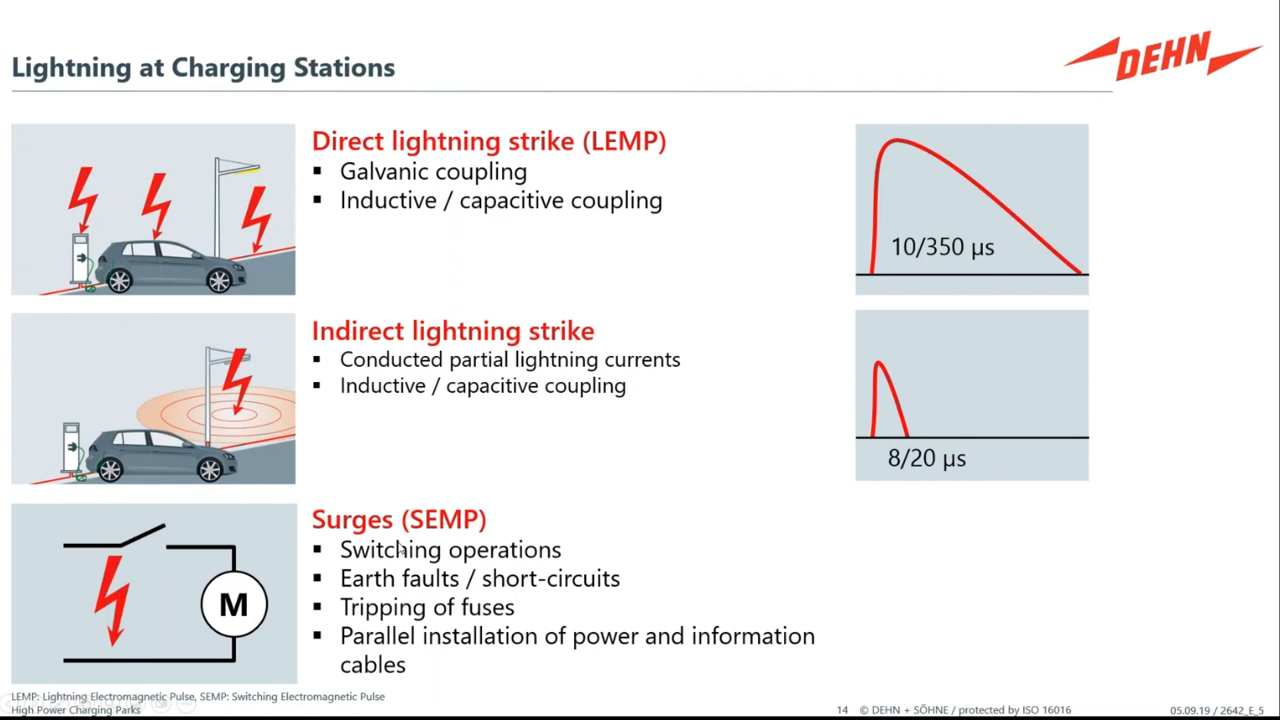 Lightning at Charging Stations
DEHN
Direct lightning strike (LEMP)
▪ Galvanic coupling
▪ Inductive / capacitive coupling
10/350 µs
Indirect lightning strike
▪ Conducted partial lightning currents
▪ Inductive / capacitive coupling
8/20 µs
Surges (SEMP)
▪ Switching operations
▪ Earth faults / short-circuits
▪ Tripping of fuses
▪ Parallel installation of power and information
cables
M
LEMP: Lightning Electromagnetic Pulse, SEMP: Switching Electromagnetic Pulse
High Power Charging Parks
14 © DEHN + SÖHNE / protected by ISO 16016
05.09.19 / 2642_E_5